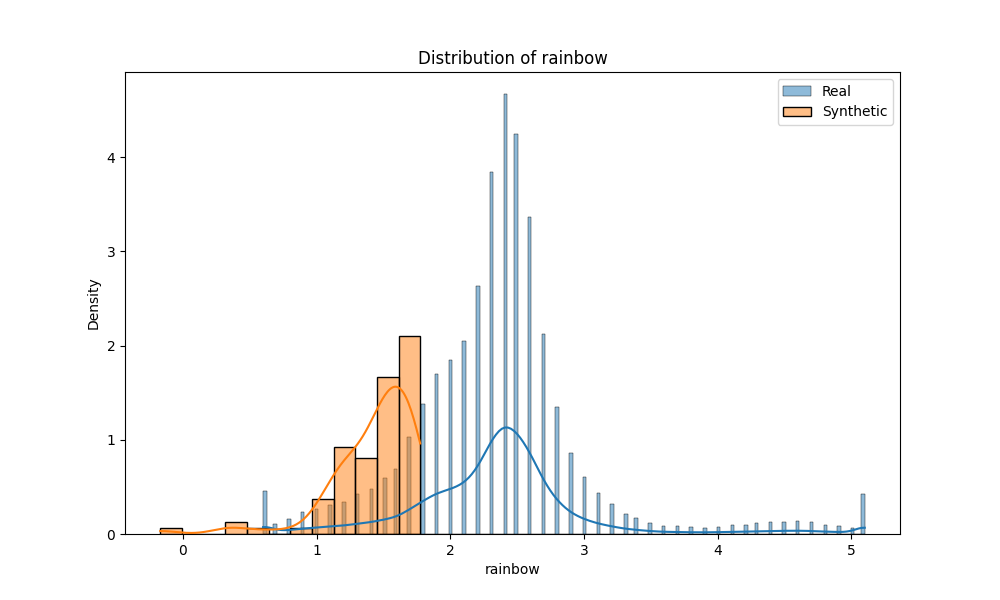 Distribution of rainbow
Real
Synthetic
Density
4
3
2
1
0
0 1 2 3 4 5
rainbow